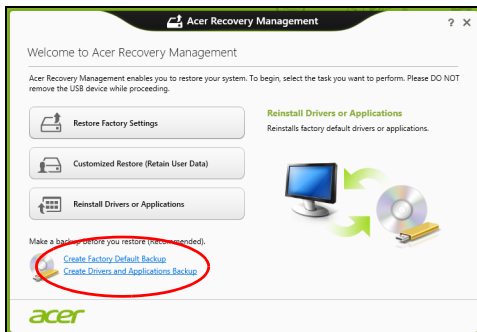 Acer Recovery Management
? X
Welcome to Acer Recovery Management
Acer Recovery Management enables you to restore your system. To begin, select the task you want to perform. Please DO NOT
remove the USB device while proceeding.
Restore Factory Settings
Customized Restore (Retain User Data)
Reinstall Drivers or Applications
Reinstall Drivers or Applications
Reinstalls factory default drivers or applications.
Make a backup before you restore (Recommended).
Create Factory Default Backup
Create Drivers and Applications Backup
acer